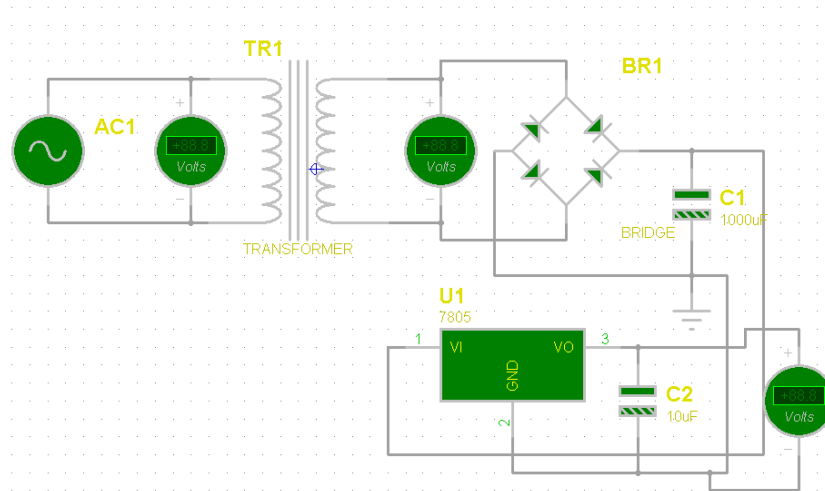 TR1
BR1
AC1
+88.8
Volts
+88.8
Volts
C1
1000uF
BRIDGE
TRANSFORMER
U1
7805
1
VI
VO
3
GND
2
C2
10uF
+88.8
Volts